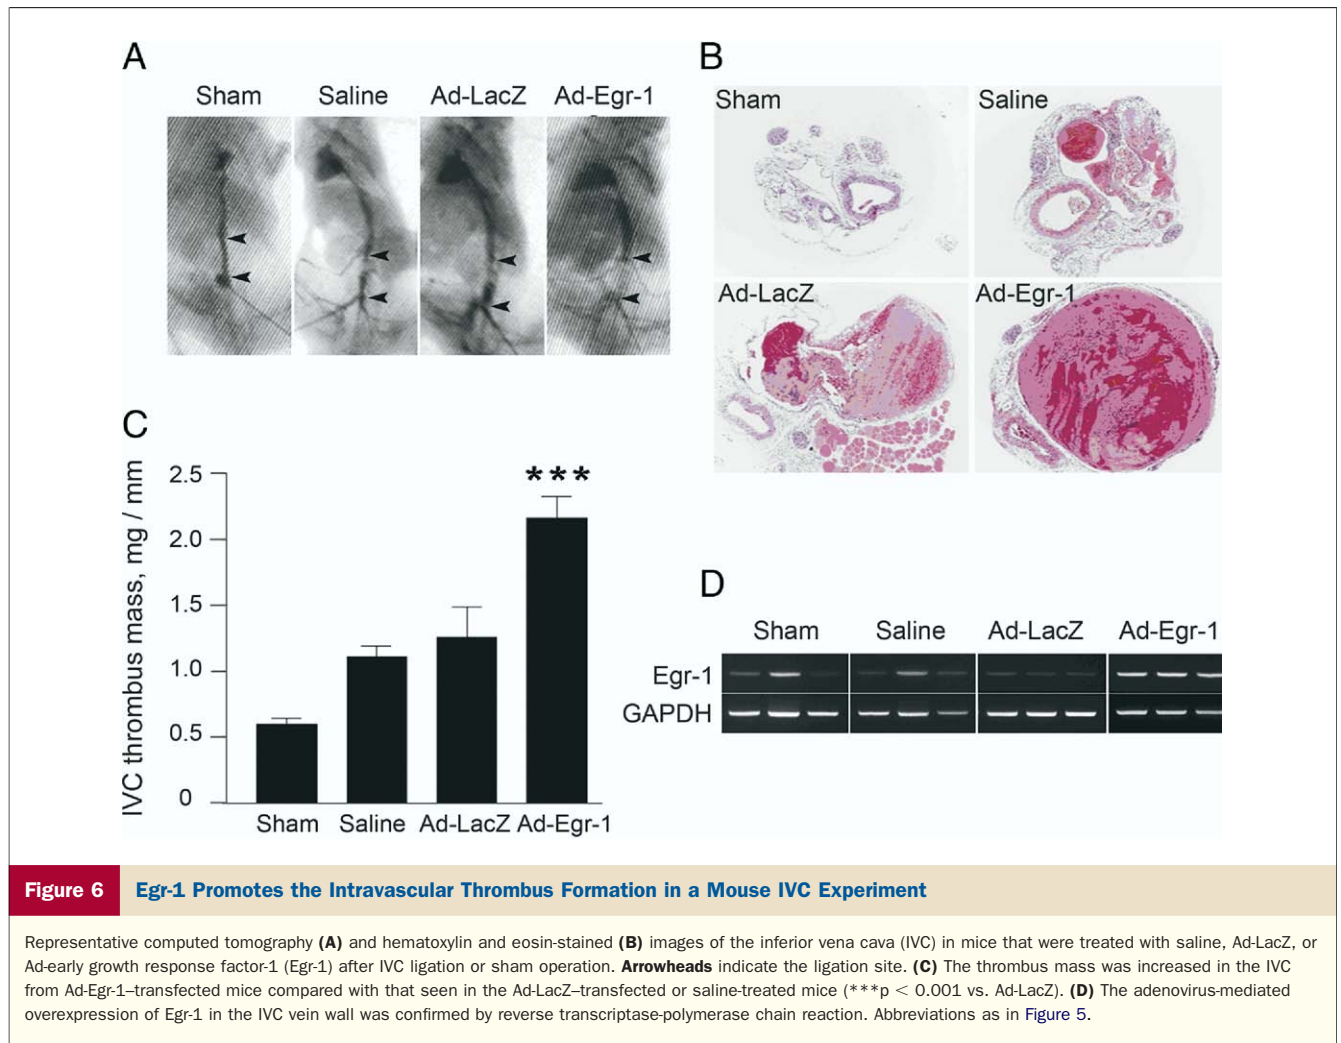 A
Sham Saline Ad-LacZ Ad-Egr-1
B
Sham
Saline
Ad-LacZ
Ad-Egr-1
C
IVC thrombus mass, mg / mm
2.5
2.0
1.5
1.0
0.5
0
***
Sham Saline Ad-LacZ Ad-Egr-1
D
Sham Saline Ad-LacZ Ad-Egr-1
Egr-1
GAPDH
Figure 6 Egr-1 Promotes the Intravascular Thrombus Formation in a Mouse IVC Experiment
Representative computed tomography (A) and hematoxylin and eosin-stained (B) images of the inferior vena cava (IVC) in mice that were treated with saline, Ad-LacZ, or
Ad-early growth response factor-1 (Egr-1) after IVC ligation or sham operation. Arrowheads indicate the ligation site. (C) The thrombus mass was increased in the IVC
from Ad-Egr-1–transfected mice compared with that seen in the Ad-LacZ–transfected or saline-treated mice (***p < 0.001 vs. Ad-LacZ). (D) The adenovirus-mediated
overexpression of Egr-1 in the IVC vein wall was confirmed by reverse transcriptase-polymerase chain reaction. Abbreviations as in Figure 5.